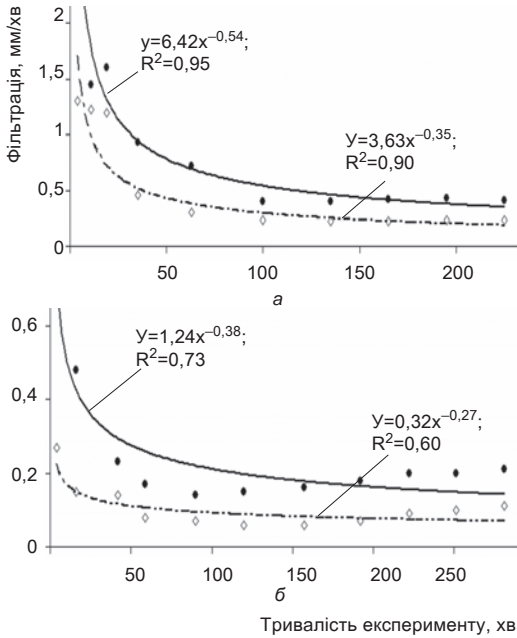 Фільтрація, мм/хв
2
1,5
1
0,5
0
y=6,42x–0,54;
R2=0,95
У=3,63x–0,35;
R2=0,90
50 100 150 200
а
0,6
0,4
0,2
0
У=1,24x–0,38;
R2=0,73
У=0,32x–0,27;
R2=0,60
50 100 150 200 250
б
Тривалість експерименту, хв